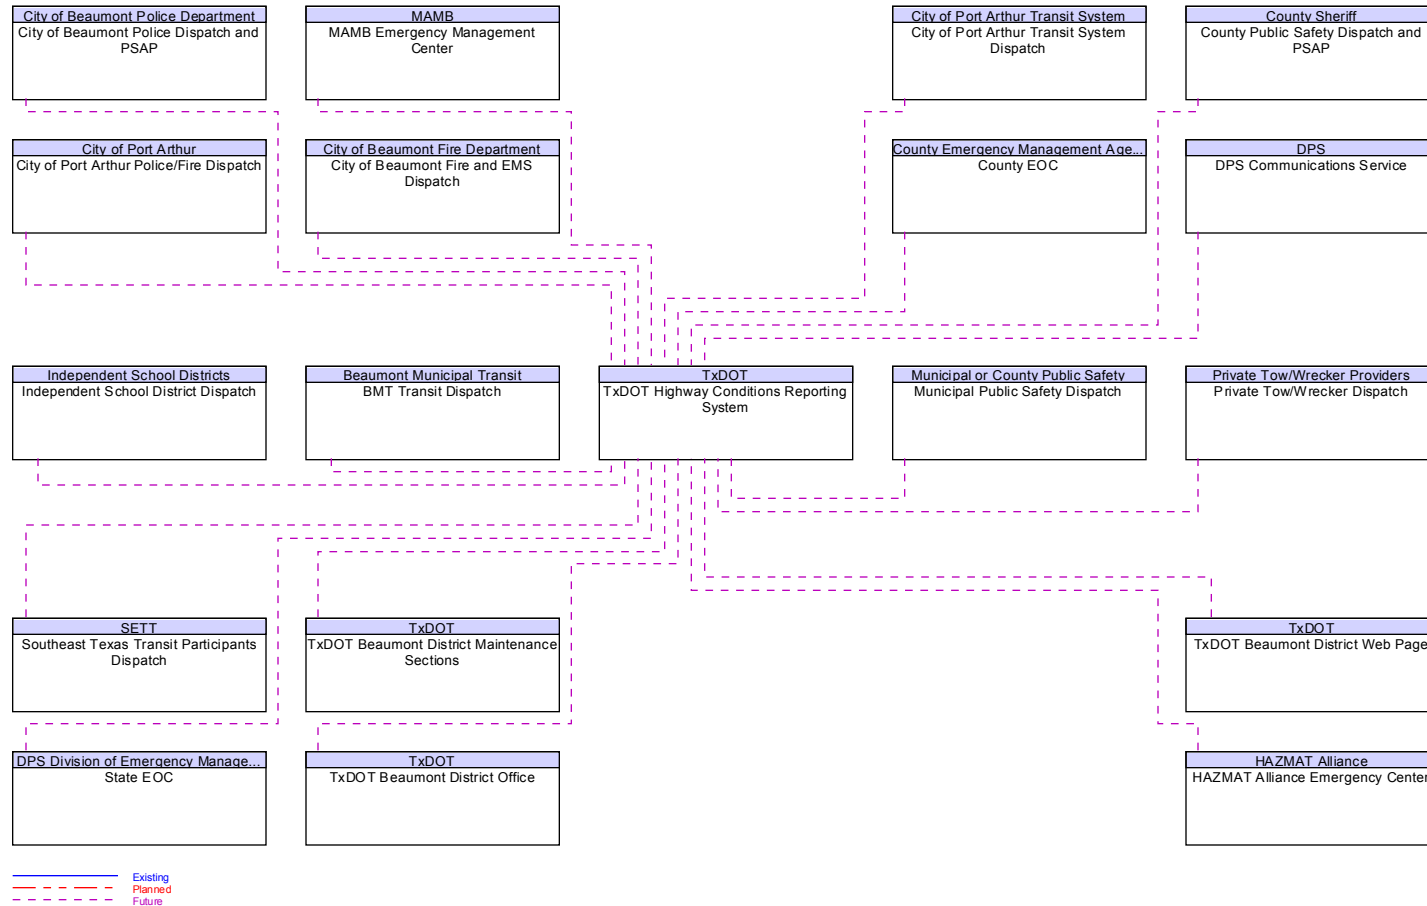 City of Beaumont Police Department
City of Beaumont Police Dispatch and
PSAP
MAMB
MAMB Emergency Management
Center
City of Port Arthur Transit System
City of Port Arthur Transit System
Dispatch
County Sheriff
County Public Safety Dispatch and
PSAP
City of Port Arthur
City of Port Arthur Police/Fire Dispatch
City of Beaumont Fire Department
City of Beaumont Fire and EMS
Dispatch
County Emergency Management Age...
County EOC
DPS
DPS Communications Service
Independent School Districts
Independent School District Dispatch
Beaumont Municipal Transit
BMT Transit Dispatch
TxDOT
TxDOT Highway Conditions Reporting
System
Municipal or County Public Safety
Municipal Public Safety Dispatch
Private Tow/Wrecker Providers
Private Tow/Wrecker Dispatch
SETT
Southeast Texas Transit Participants
Dispatch
TxDOT
TxDOT Beaumont District Maintenance
Sections
TxDOT
TxDOT Beaumont District Web Page
DPS Division of Emergency Manage...
State EOC
TxDOT
TxDOT Beaumont District Office
HAZMAT Alliance
HAZMAT Alliance Emergency Center
Existing
Planned
Future